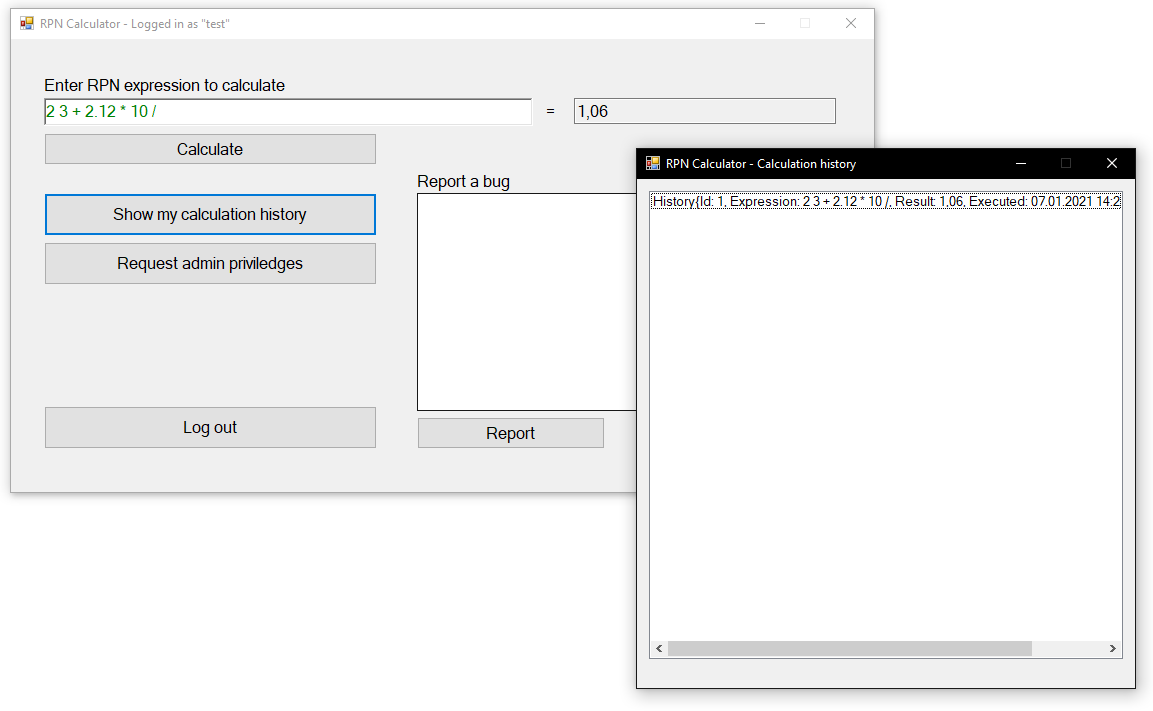 RPN Calculator - Logged in as "test"
Enter RPN expression to calculate
2 3 + 2.12 * 10 /
=
1,06
Calculate
Show my calculation history
Request admin priviledges
Log out
Report a bug
Report
RPN Calculator - Calculation history
History{Id: 1, Expression: 2 3 + 2.12 * 10 /, Result: 1,06, Executed: 07.01.2021 14:2